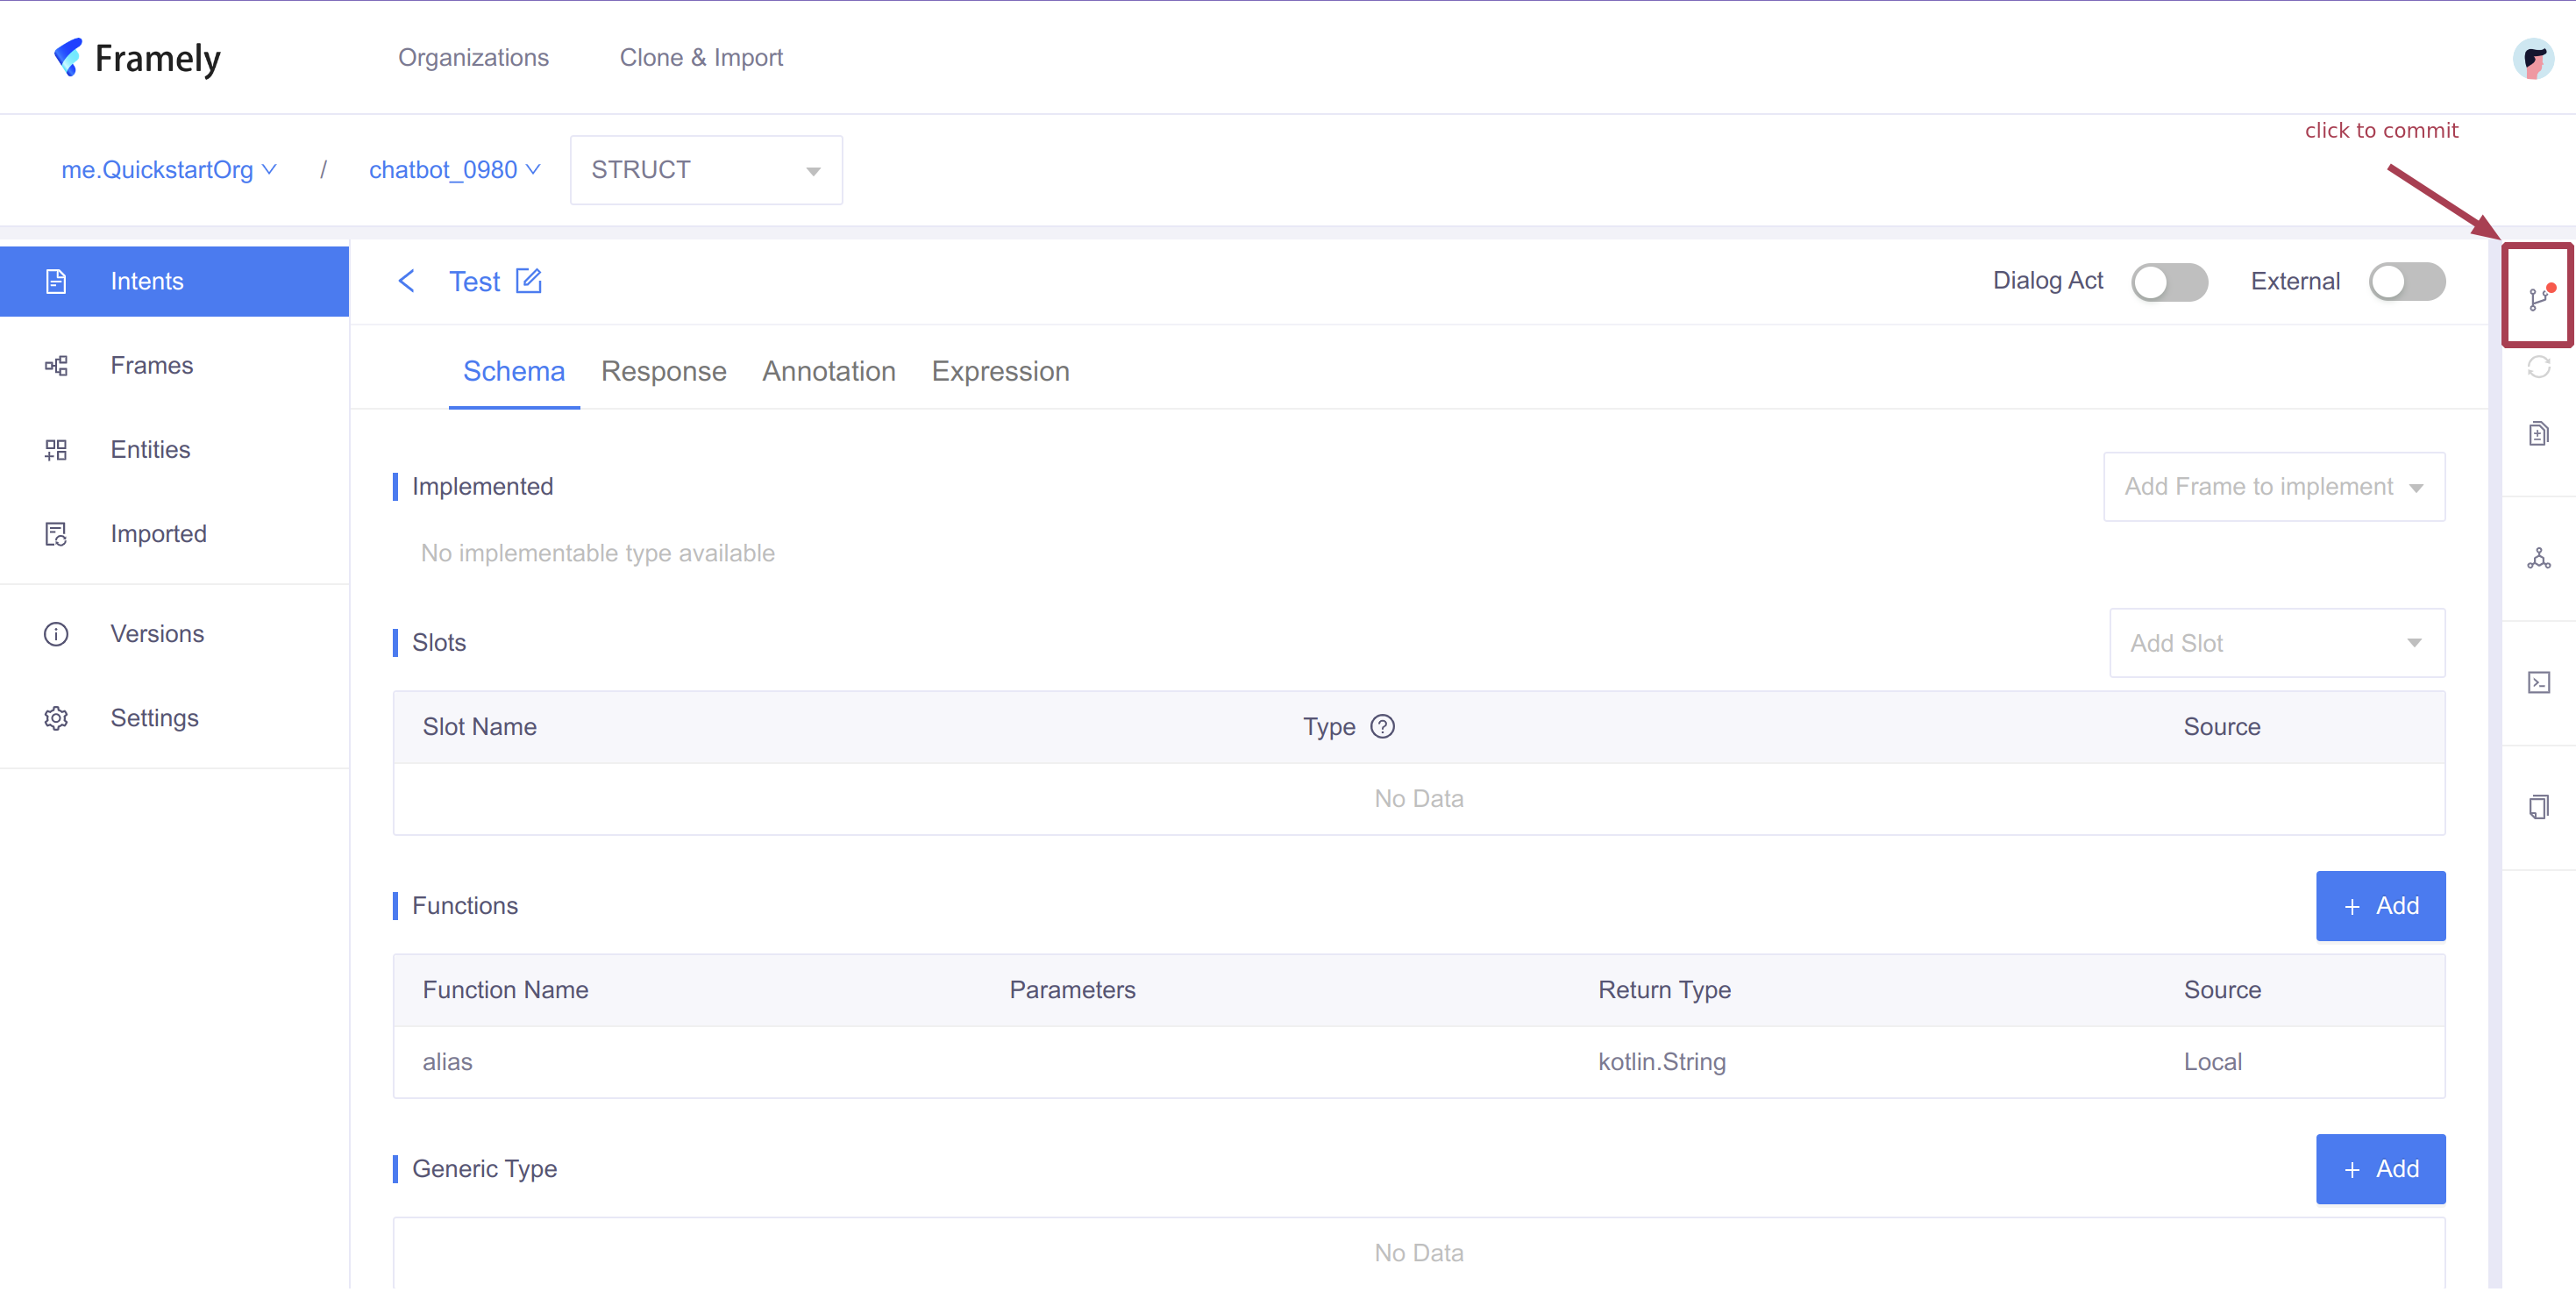 Framely
Organizations
Clone & Import
click to commit
me.QuickstartOrg / chatbot_0980
STRUCT
Intents
Frames
Entities
Imported
Versions
Settings
Test
Dialog Act
External
Schema
Response
Annotation
Expression
Implemented
Add Frame to implement
No implementable type available
Slots
Add Slot
Slot Name
Type ?
Source
No Data
Functions
+ Add
Function Name
Parameters
Return Type
Source
alias
kotlin.String
Local
Generic Type
+ Add
No Data